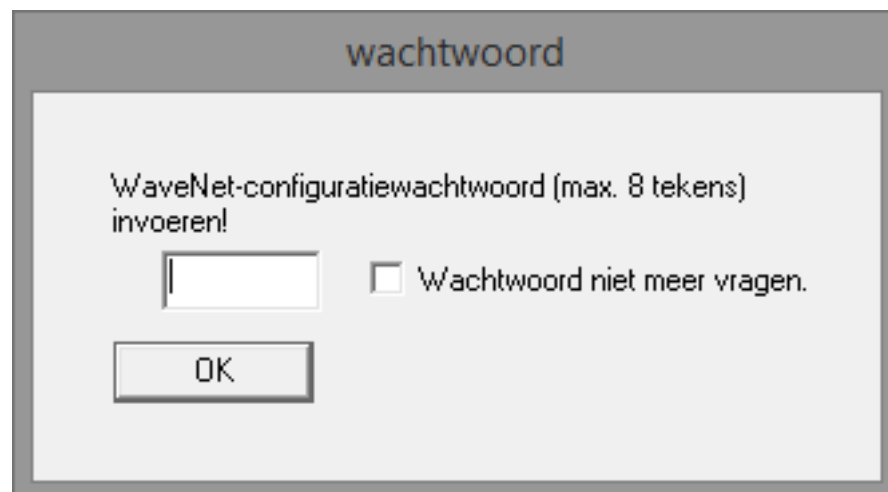 wachtwoord
WaveNet-configuratiewachtwoord (max. 8 tekens)
invoeren!
Wachtwoord niet meer vragen.
OK